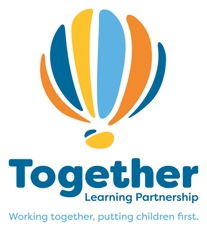 Together
Learning Partnership
Working together, putting children first.